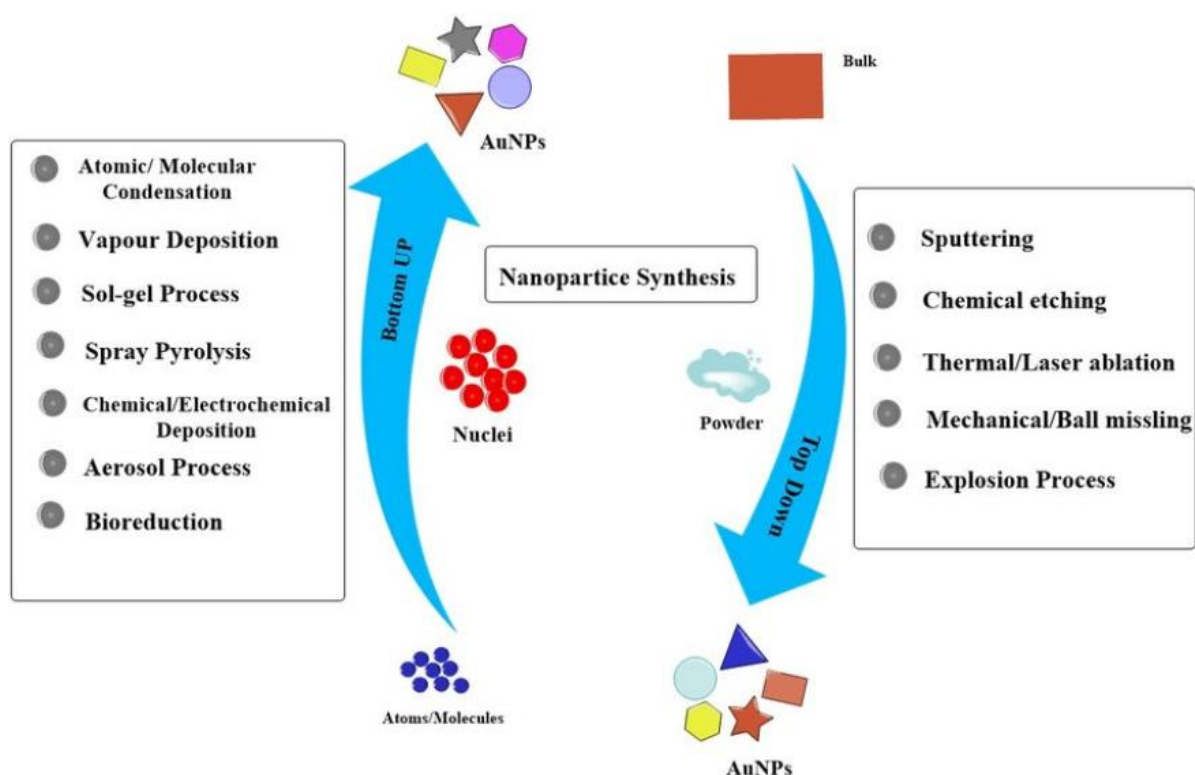 AuNPs
Bulk
Atomic/ Molecular
Condensation
Vapour Deposition
Sol-gel Process
Spray Pyrolysis
Chemical/Electrochemical
Deposition
Aerosol Process
Bioreduction
Bottom UP
Nanopartice Synthesis
Nuclei
Powder
Top Down
Sputtering
Chemical etching
Thermal/Laser ablation
Mechanical/Ball missling
Explosion Process
Atoms/Molecules
AuNPs